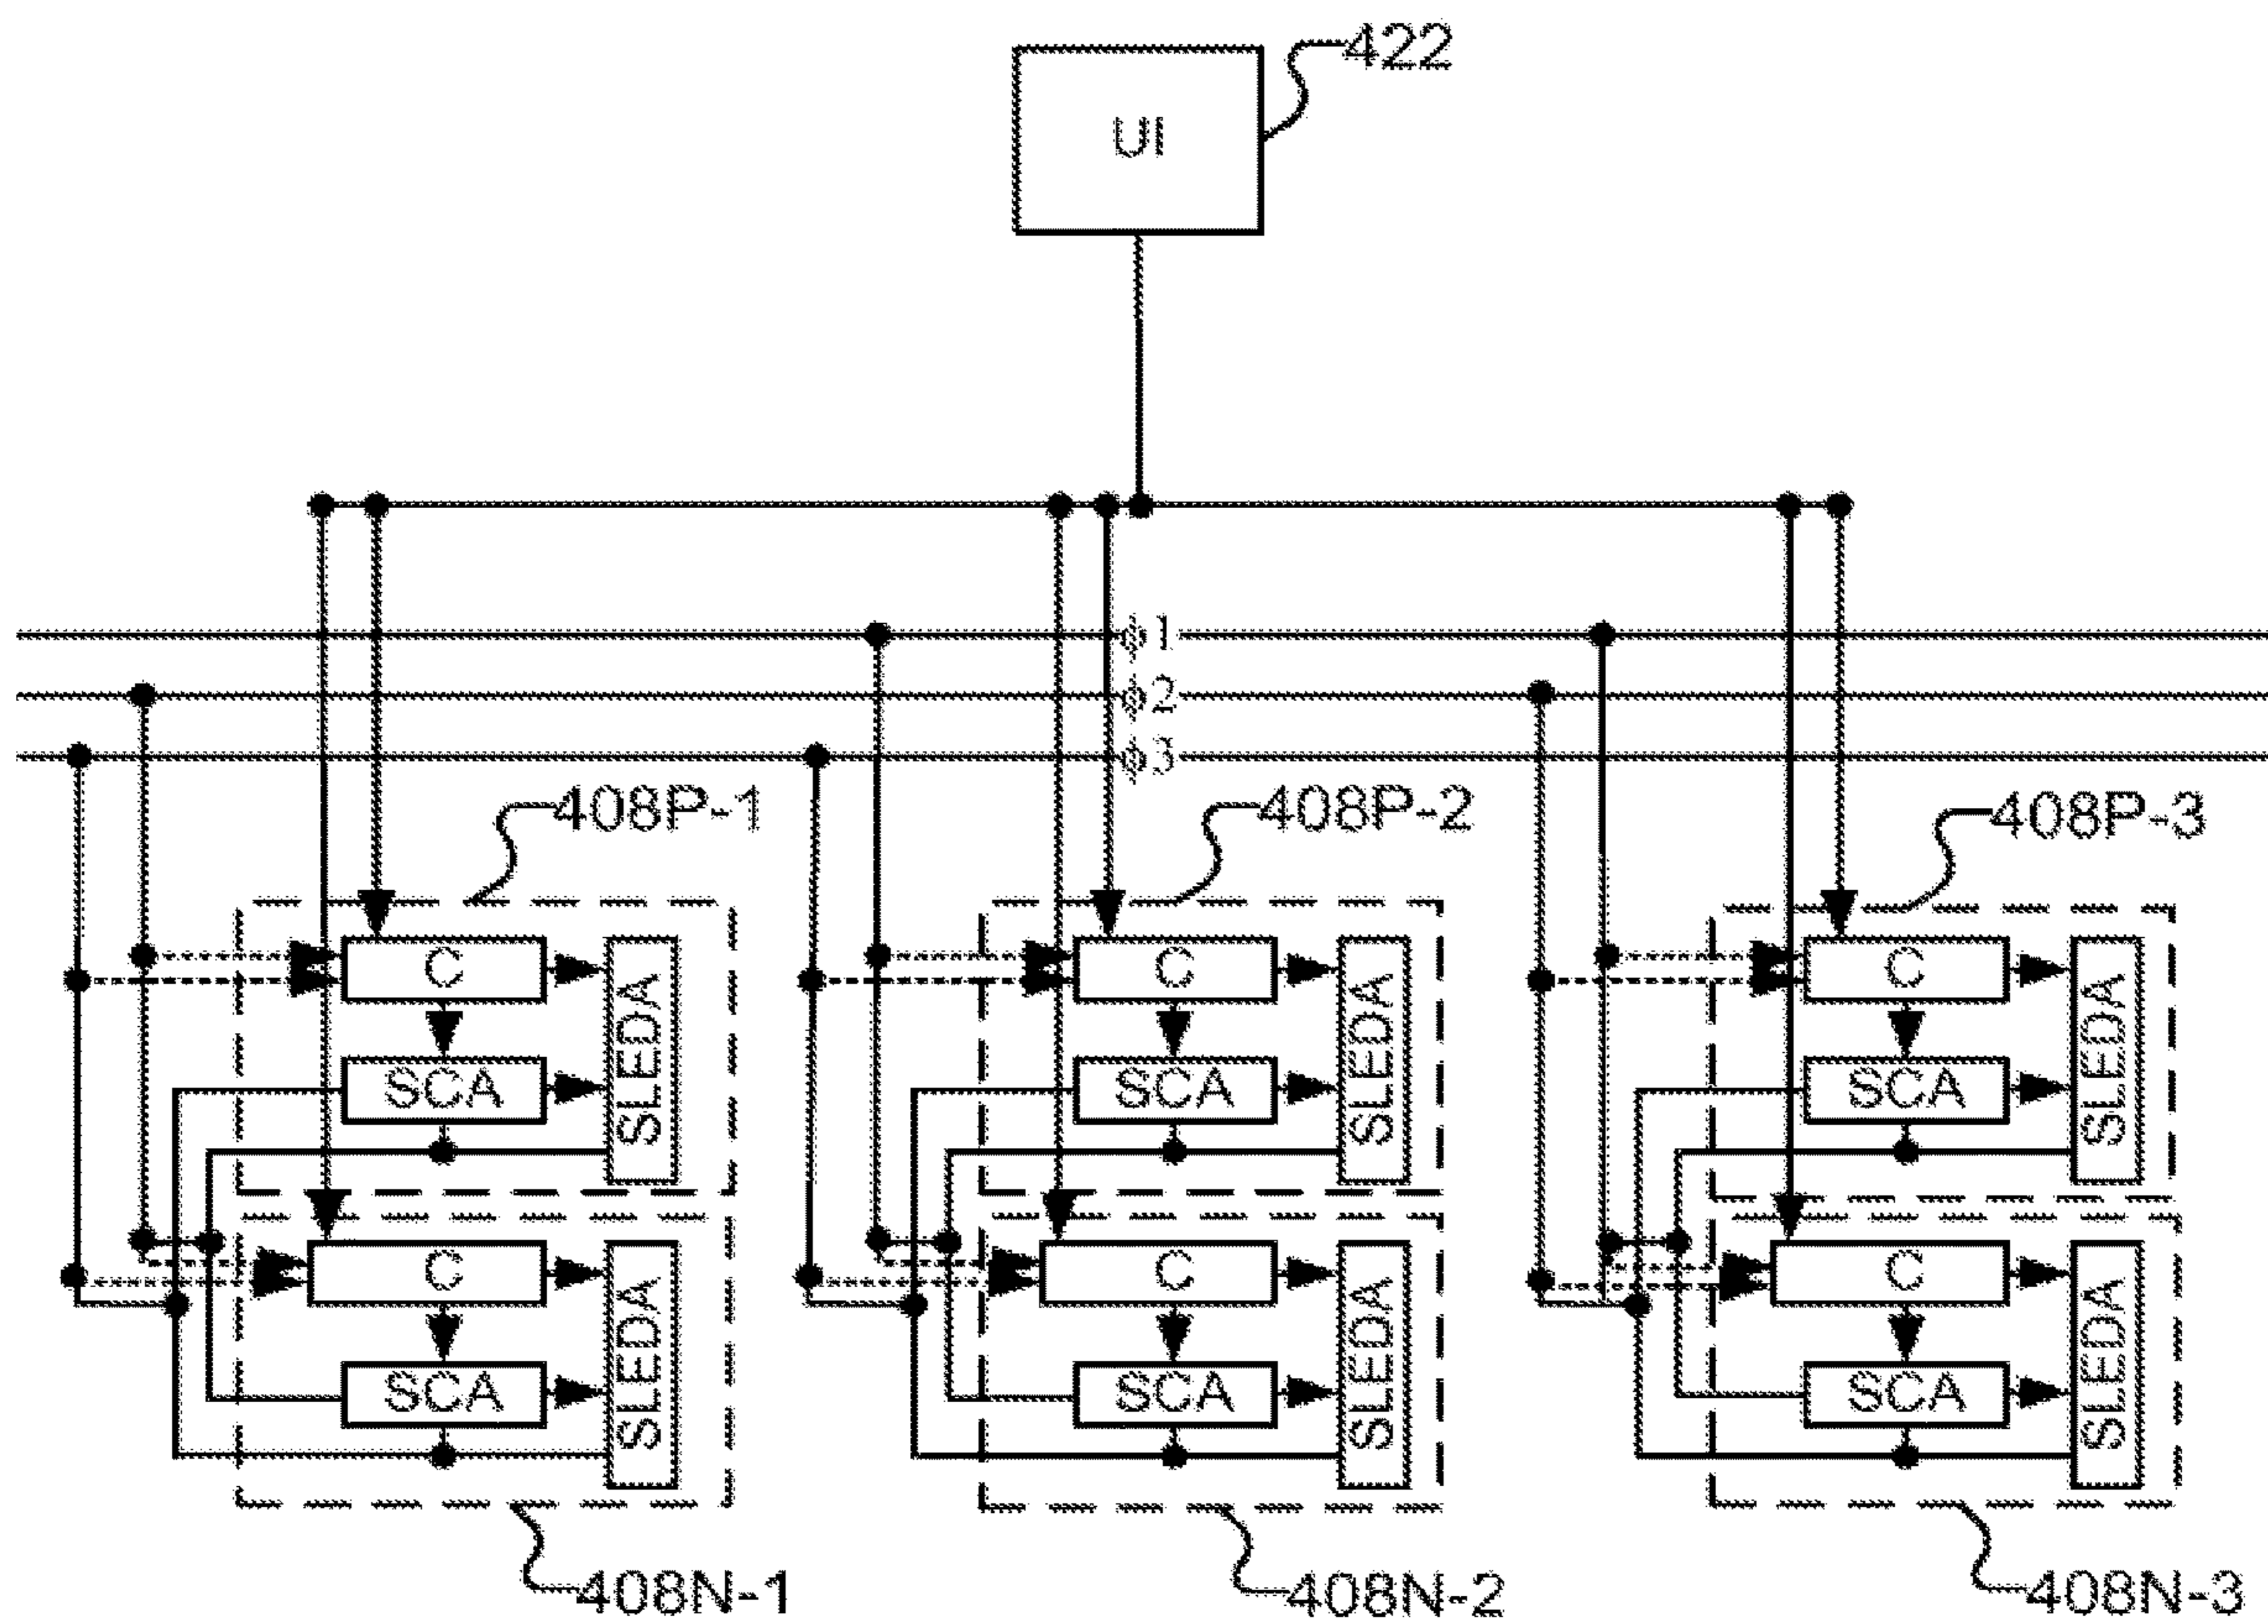 422
UI
ϕ1
ϕ2
ϕ3
408P-1
408P-2
408P-3
C
SLEDA
C
SLEDA
C
SLEDA
SCA
SCA
SCA
C
SLEDA
C
SLEDA
C
SLEDA
SCA
SCA
SCA
408N-1
408N-2
408N-3